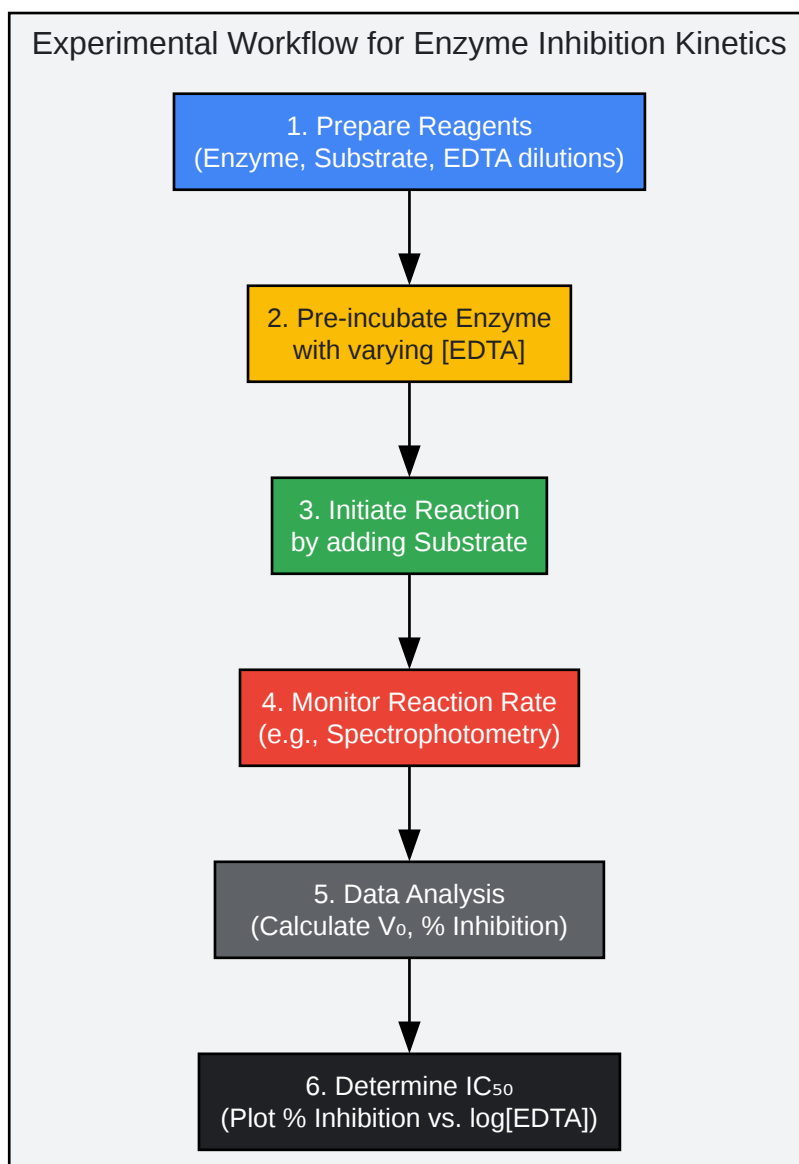 Experimental Workflow for Enzyme Inhibition Kinetics
1. Prepare Reagents
(Enzyme, Substrate, EDTA dilutions)
2. Pre-incubate Enzyme
with varying [EDTA]
3. Initiate Reaction
by adding Substrate
4. Monitor Reaction Rate
(e.g., Spectrophotometry)
5. Data Analysis
(Calculate V₀, % Inhibition)
6. Determine IC₅₀
(Plot % Inhibition vs. log[EDTA])